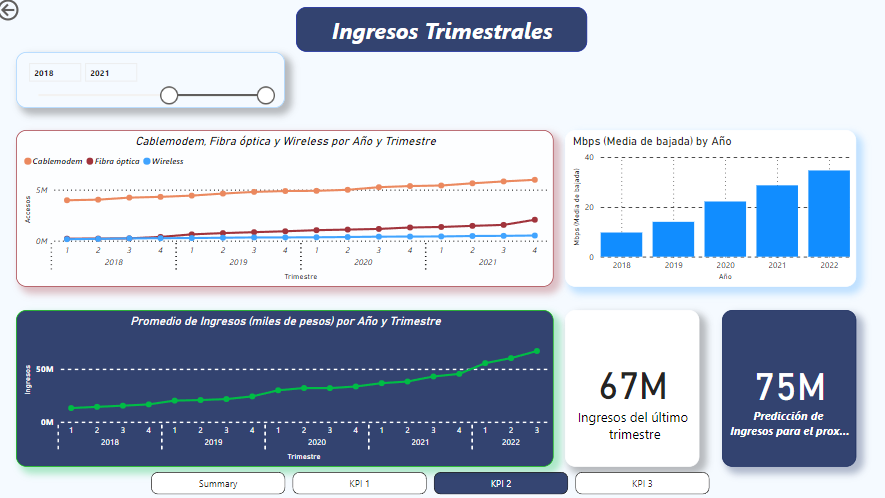 Ingresos Trimestrales
2018 2021
Cablemodem, Fibra óptica y Wireless por Año y Trimestre
Cablemodem Fibra óptica Wireless
Accesos
5M
0M
1 2 3 4 1 2 3 4 1 2 3 4 1 2 3 4
2018 2019 2020 2021
Trimestre
Mbps (Media de bajada) by Año
Mbps (Media de bajada)
40
20
0
2018 2019 2020 2021 2022
Año
Promedio de Ingresos (miles de pesos) por Año y Trimestre
Ingresos
50M
0M
1 2 3 4 1 2 3 4 1 2 3 4 1 2 3 4 1 2 3
2018 2019 2020 2021 2022
Trimestre
67M
Ingresos del último
trimestre
75M
Predicción de
Ingresos para el prox...
Summary KPI 1 KPI 2 KPI 3